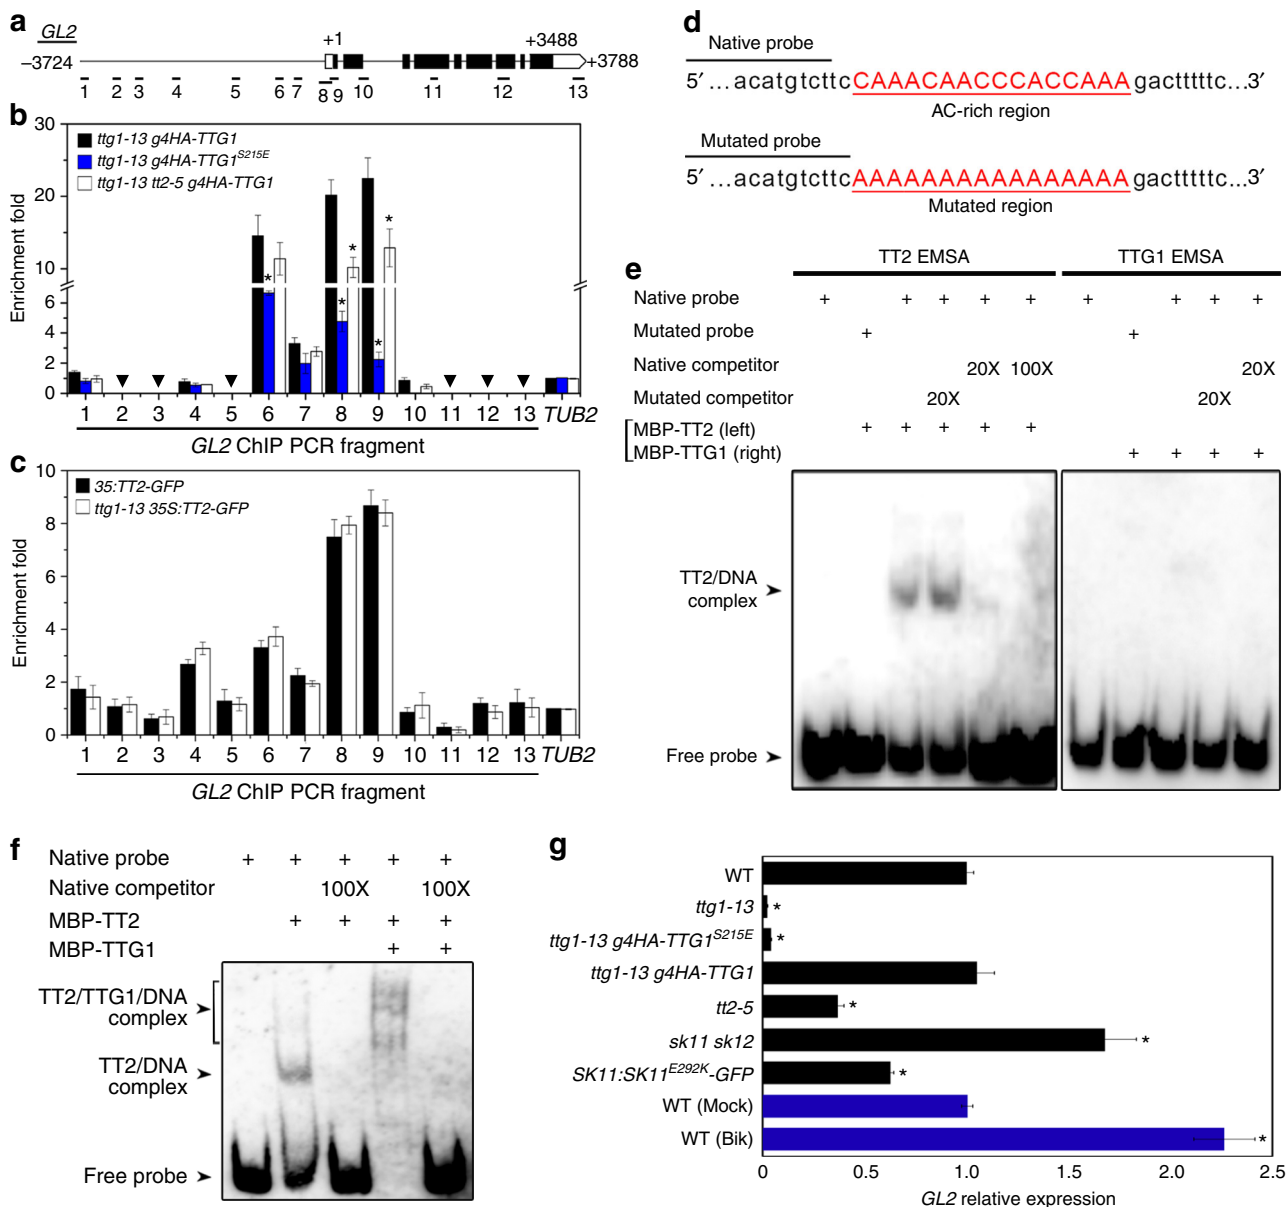 a
GL2
−3724
+1
+3488
+3788
1 2 3 4 5 6 7 8 9 10 11 12 13
b
Enrichment fold
30
20
10
6
4
2
0
ttg1-13 g4HA-TTG1
ttg1-13 g4HA-TTG1S215E
ttg1-13 tt2-5 g4HA-TTG1
* * * * *
1 2 3 4 5 6 7 8 9 10 11 12 13 TUB2
GL2 ChIP PCR fragment
c
Enrichment fold
10
8
6
4
2
0
35:TT2-GFP
ttg1-13 35S:TT2-GFP
1 2 3 4 5 6 7 8 9 10 11 12 13 TUB2
GL2 ChIP PCR fragment
d
Native probe
5′ ...acatgtcttcCAAACAACCCACCAAAgactttttc...3′
AC-rich region
Mutated probe
5′ ...acatgtcttcAAAAAAAAAAAAAAAAgactttttc...3′
Mutated region
e
TT2 EMSA TTG1 EMSA
Native probe + + + + + + + + +
Mutated probe + +
Native competitor 20X 100X 20X
Mutated competitor 20X 20X
MBP-TT2 (left) + + + + +
MBP-TTG1 (right) + + + +
TT2/DNA
complex
Free probe
f
Native probe + + + + +
Native competitor 100X 100X
MBP-TT2 + + + +
MBP-TTG1 + +
TT2/TTG1/DNA
complex
TT2/DNA
complex
Free probe
g
WT
ttg1-13 *
ttg1-13 g4HA-TTG1S215E *
ttg1-13 g4HA-TTG1
tt2-5 *
sk11 sk12 *
SK11:SK11E292K-GFP *
WT (Mock)
WT (Bik) *
0 0.5 1.0 1.5 2.0 2.5
GL2 relative expression